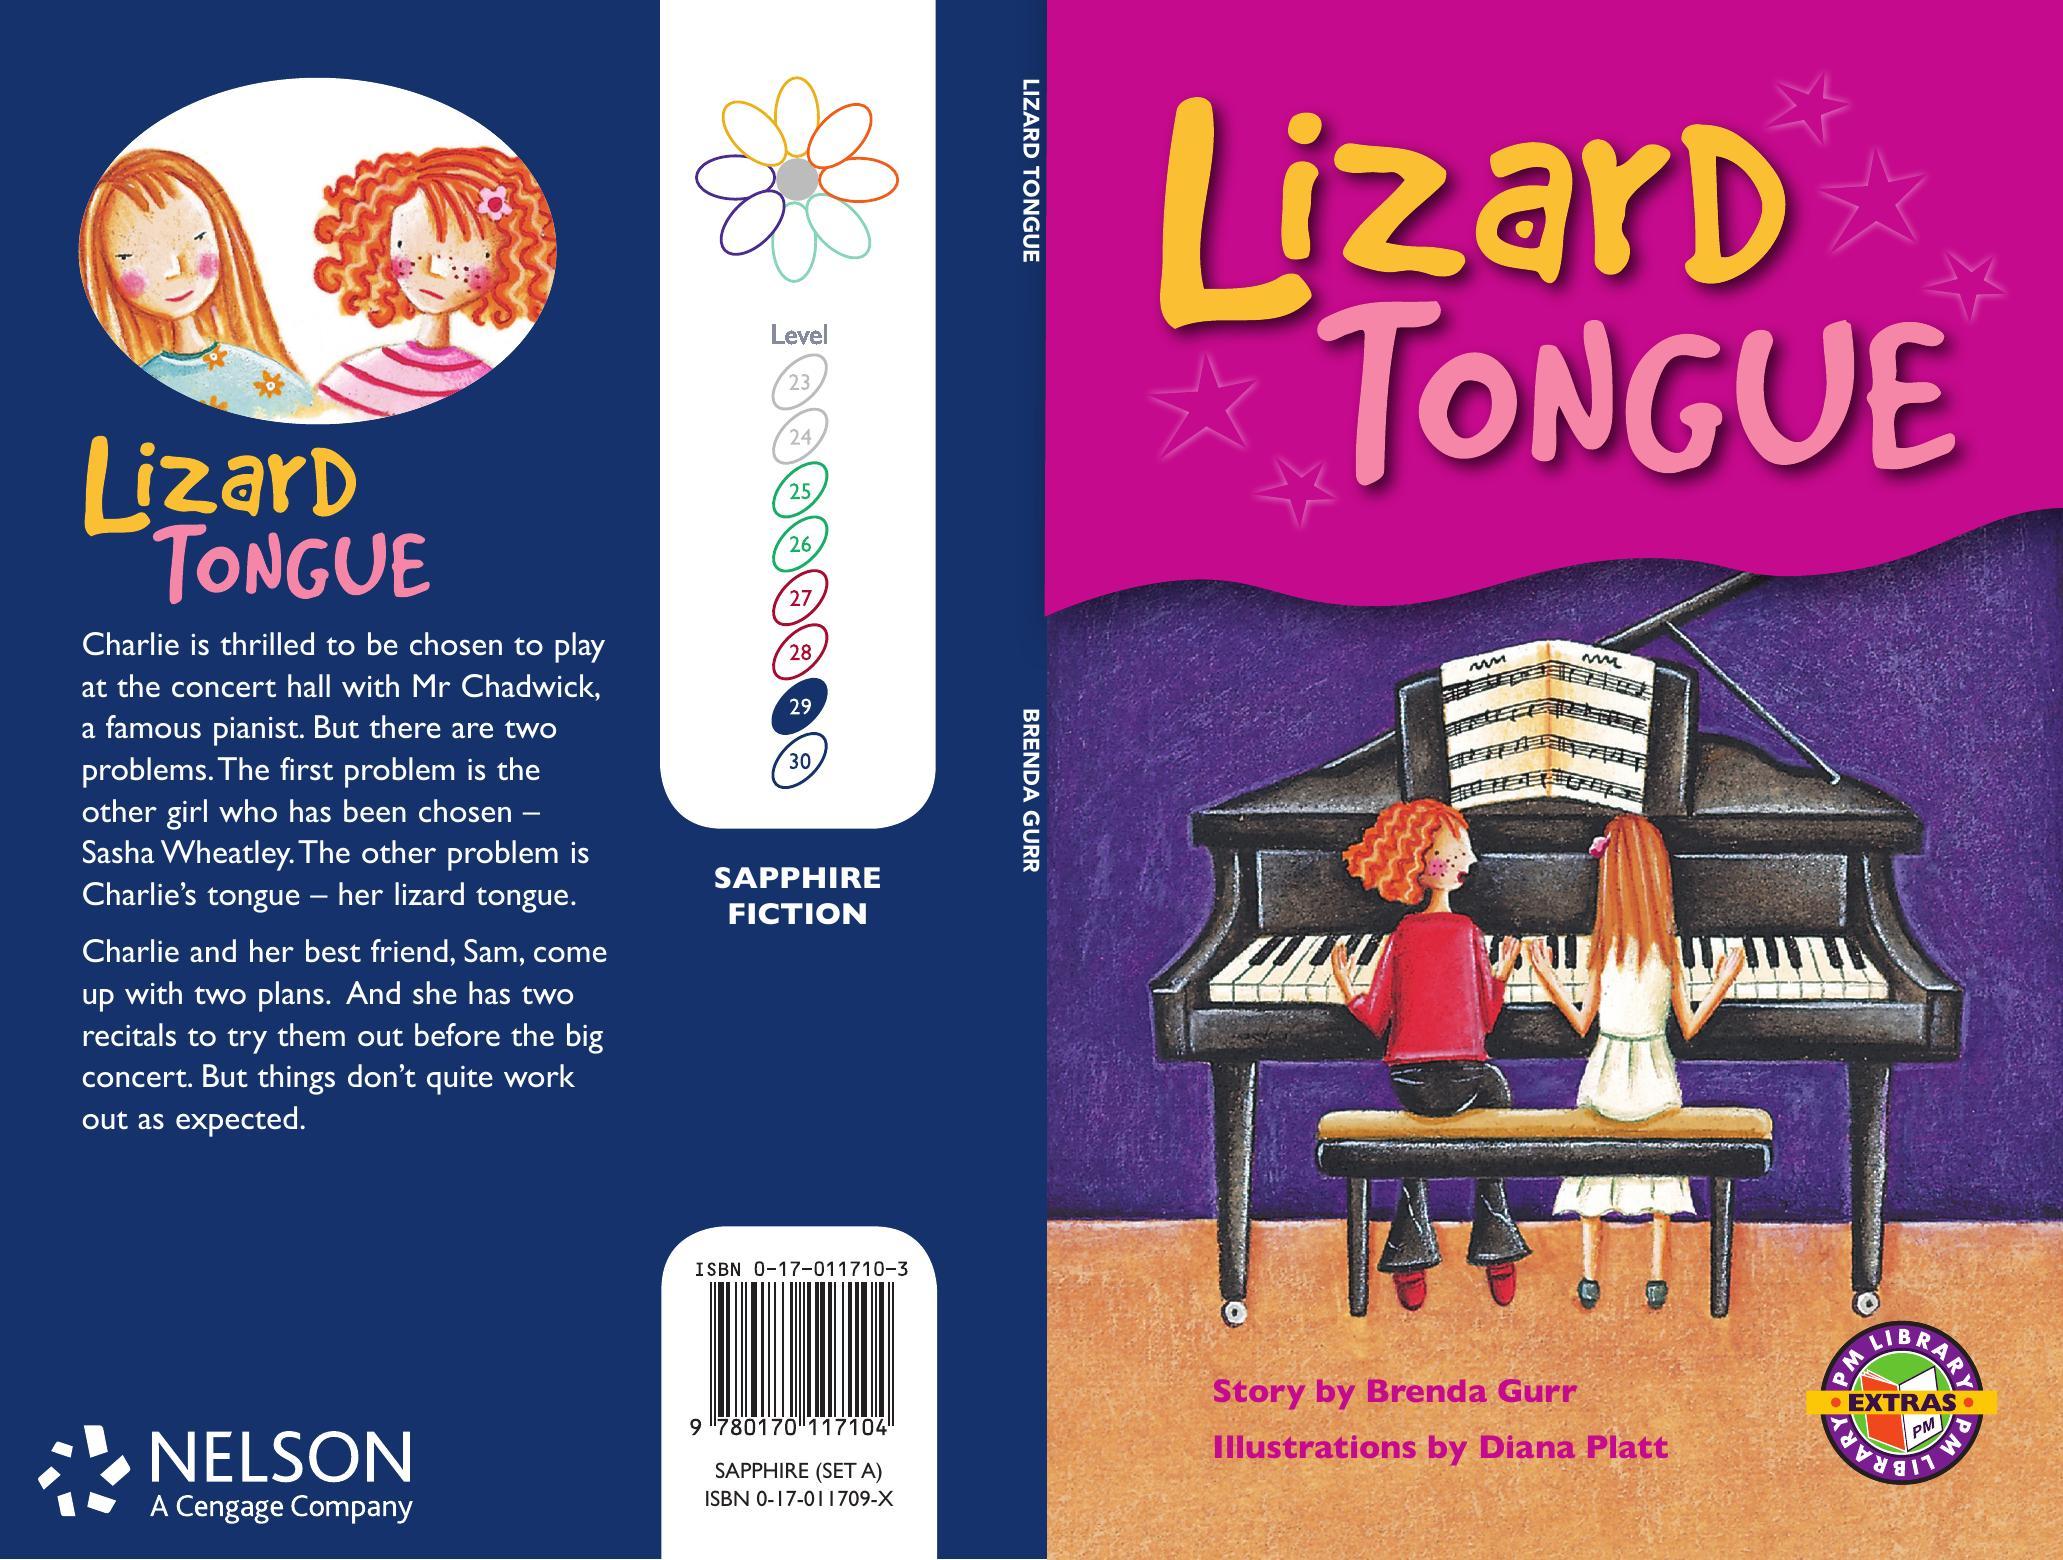 Lizard
Tongue
Charlie is thrilled to be chosen to play
at the concert hall with Mr Chadwick,
a famous pianist. But there are two
problems. The first problem is the
other girl who has been chosen –
Sasha Wheatley. The other problem is
Charlie’s tongue – her lizard tongue.
Charlie and her best friend, Sam, come
up with two plans. And she has two
recitals to try them out before the big
concert. But things don’t quite work
out as expected.
NELSON
A Cengage Company
Level
23
24
25
26
27
28
29
30
SAPPHIRE
FICTION
ISBN 0-17-011710-3
9 780170 117104
SAPPHIRE (SET A)
ISBN 0-17-011709-X
LIZARD TONGUE
BRENDA GURR
Lizard
Tongue
Story by Brenda Gurr
Illustrations by Diana Platt
PM LIBRARY
EXTRAS
PM
PM LIBRARY